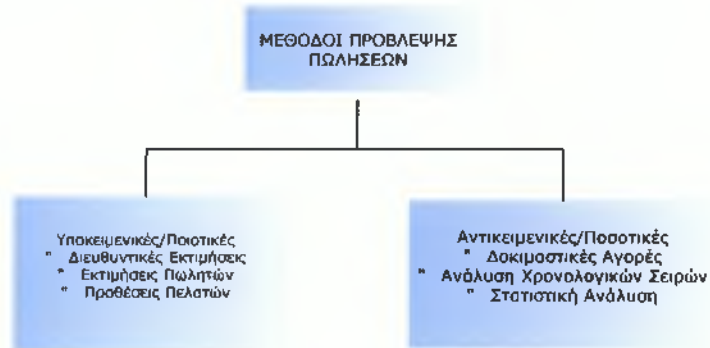 ΜΕΘΟΔΟΙ ΠΡΟΒΛΕΨΗΣ
ΠΩΛΗΣΕΩΝ
Υποκειμενικές/Ποιοτικές
" Διευθυντικές Εκτιμήσεις
" Εκτιμήσεις Πωλητών
" Προθέσεις Πελατών
Αντικειμενικές/Ποσοτικές
" Δοκιμαστικές Αγορές
" Ανάλυση Χρονολογικών Σειρών
" Στατιστική Ανάλυση